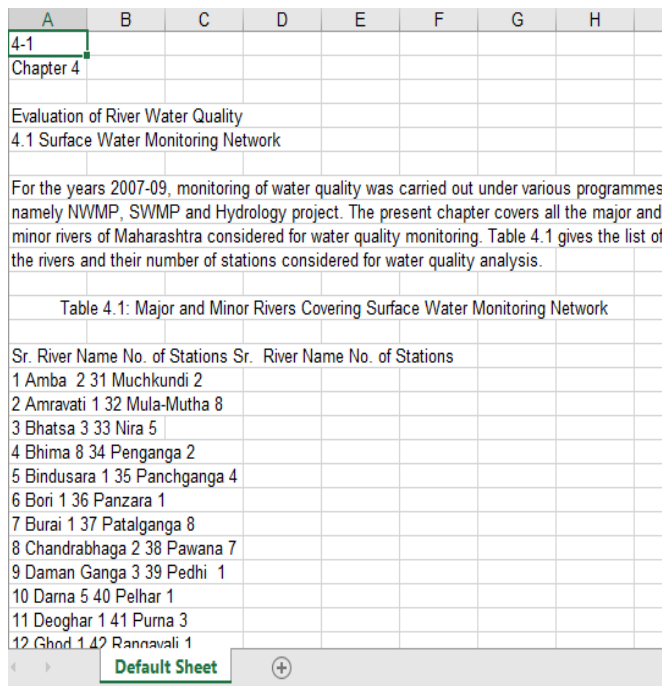 A B C D E F G H
4-1
Chapter 4
Evaluation of River Water Quality
4.1 Surface Water Monitoring Network
For the years 2007-09, monitoring of water quality was carried out under various programmes
namely NWMP, SWMP and Hydrology project. The present chapter covers all the major and
minor rivers of Maharashtra considered for water quality monitoring. Table 4.1 gives the list of
the rivers and their number of stations considered for water quality analysis.
Table 4.1: Major and Minor Rivers Covering Surface Water Monitoring Network
Sr. River Name No. of Stations Sr.  River Name No. of Stations
1 Amba  2 31 Muchkundi 2
2 Amravati 1 32 Mula-Mutha 8
3 Bhatsa 3 33 Nira 5
4 Bhima 8 34 Penganga 2
5 Bindusara 1 35 Panchganga 4
6 Bori 1 36 Panzara 1
7 Burai 1 37 Patalganga 8
8 Chandrabhaga 2 38 Pawana 7
9 Daman Ganga 3 39 Pedhi  1
10 Darna 5 40 Pelhar 1
11 Deoghar 1 41 Purna 3
12 Ghod 1 42 Rangavali 1
Default Sheet